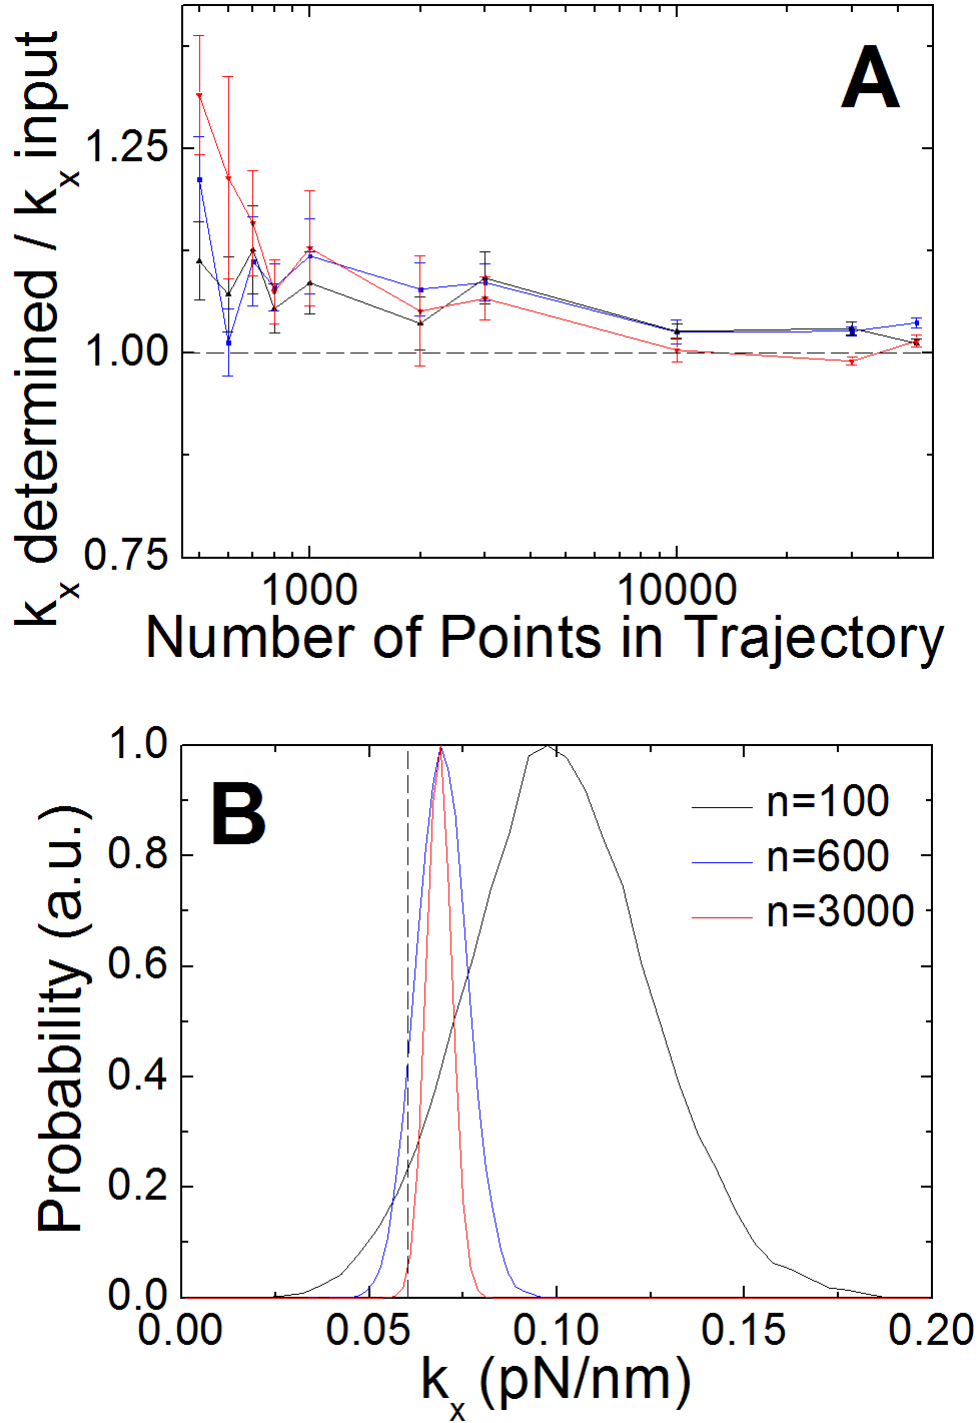 A
k_x determined / k_x input
1.25
1.00
0.75
1000 10000
Number of Points in Trajectory
B
Probability (a.u.)
1.0
0.8
0.6
0.4
0.2
0.0
n=100
n=600
n=3000
0.00 0.05 0.10 0.15 0.20
k_x (pN/nm)